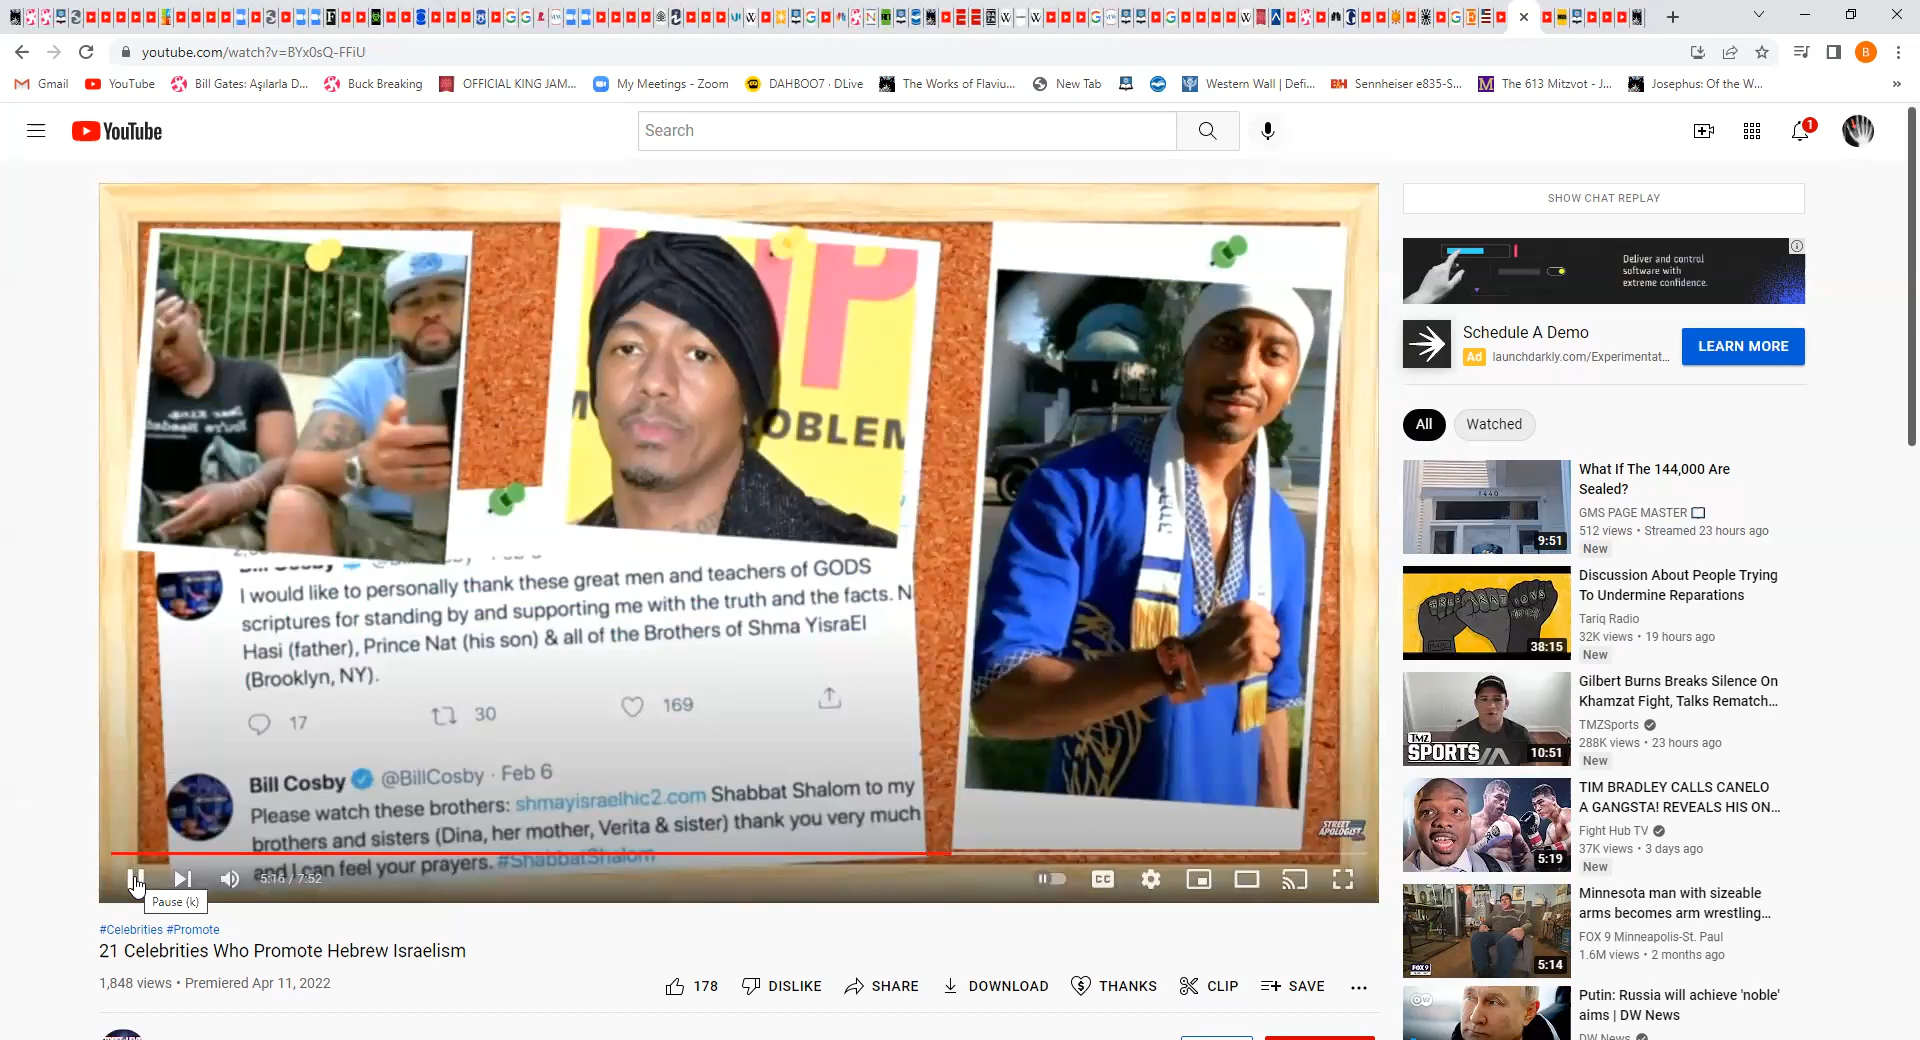 youtube.com/watch?v=BYx0sQ-FFiU
B
Gmail
YouTube
Bill Gates: Aşılarla D...
Buck Breaking
OFFICIAL KING JAM...
My Meetings - Zoom
DAHBOO7 · DLive
The Works of Flaviu...
New Tab
Western Wall | Defi...
Sennheiser e835-S...
The 613 Mitzvot - J...
Josephus: Of the W...
YouTube
Search
1
OBLEM
I would like to personally thank these great men and teachers of GODS
scriptures for standing by and supporting me with the truth and the facts. N
Hasi (father), Prince Nat (his son) & all of the Brothers of Shma YisraEl
(Brooklyn, NY).
17 30 169
Bill Cosby @BillCosby · Feb 6
Please watch these brothers: shmayisraelhic2.com Shabbat Shalom to my
brothers and sisters (Dina, her mother, Verita & sister) thank you very much
and I can feel your prayers. #ShabbatShalom
STREET
APOLOGIST
5:16 / 7:52
CC
Pause (k)
#Celebrities #Promote
21 Celebrities Who Promote Hebrew Israelism
1,848 views • Premiered Apr 11, 2022
178 DISLIKE SHARE DOWNLOAD THANKS CLIP SAVE
SHOW CHAT REPLAY
Deliver and control
software with
extreme confidence.
Schedule A Demo
Ad launchdarkly.com/Experimentat...
LEARN MORE
All Watched
1440
9:51
What If The 144,000 Are
Sealed?
GMS PAGE MASTER
512 views • Streamed 23 hours ago
New
38:15
Discussion About People Trying
To Undermine Reparations
Tariq Radio
32K views • 19 hours ago
New
TMZ
SPORTS
10:51
Gilbert Burns Breaks Silence On
Khamzat Fight, Talks Rematch...
TMZSports
288K views • 23 hours ago
New
5:19
TIM BRADLEY CALLS CANELO
A GANGSTA! REVEALS HIS ON...
Fight Hub TV
37K views • 3 days ago
New
FOX 9
5:14
Minnesota man with sizeable
arms becomes arm wrestling...
FOX 9 Minneapolis-St. Paul
1.6M views • 2 months ago
Putin: Russia will achieve 'noble'
aims | DW News
DW News